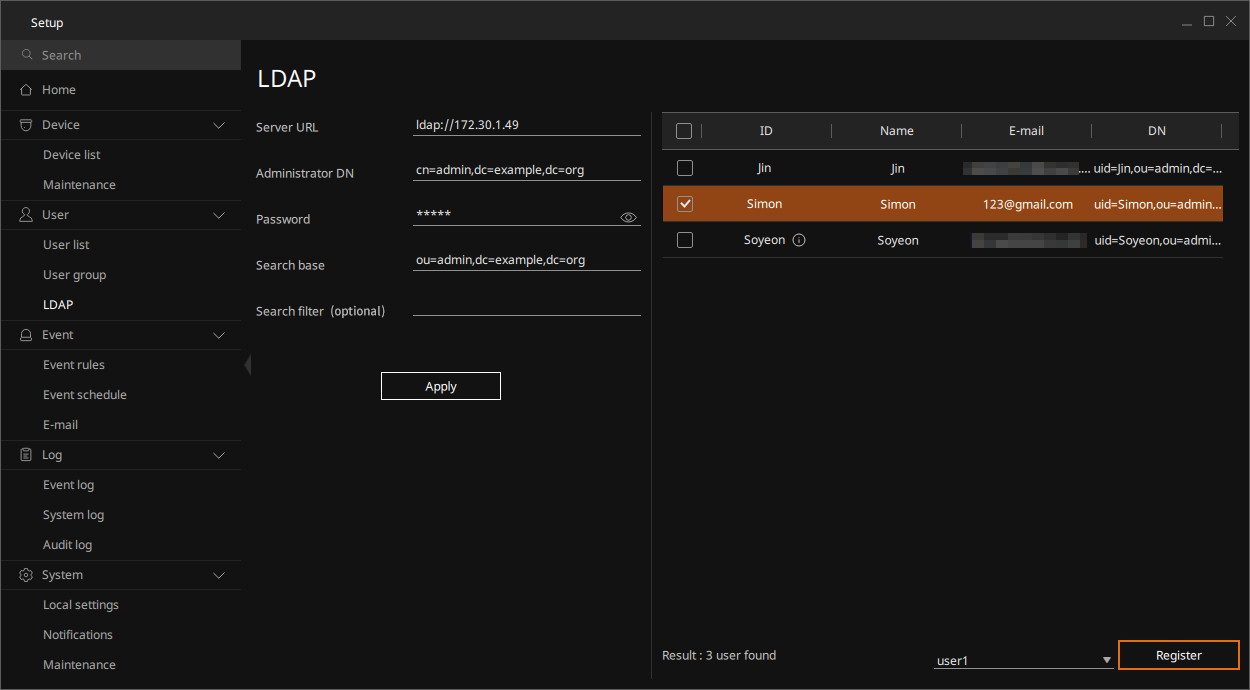 Setup
Search
Home
Device
Device list
Maintenance
User
User list
User group
LDAP
Event
Event rules
Event schedule
E-mail
Log
Event log
System log
Audit log
System
Local settings
Notifications
Maintenance
LDAP
Server URL ldap://172.30.1.49
Administrator DN cn=admin,dc=example,dc=org
Password *****
Search base ou=admin,dc=example,dc=org
Search filter (optional)
Apply
ID Name E-mail DN
Jin Jin .... uid=Jin,ou=admin,dc=...
Simon Simon 123@gmail.com uid=Simon,ou=admin...
Soyeon Soyeon uid=Soyeon,ou=admi...
Result : 3 user found user1 Register